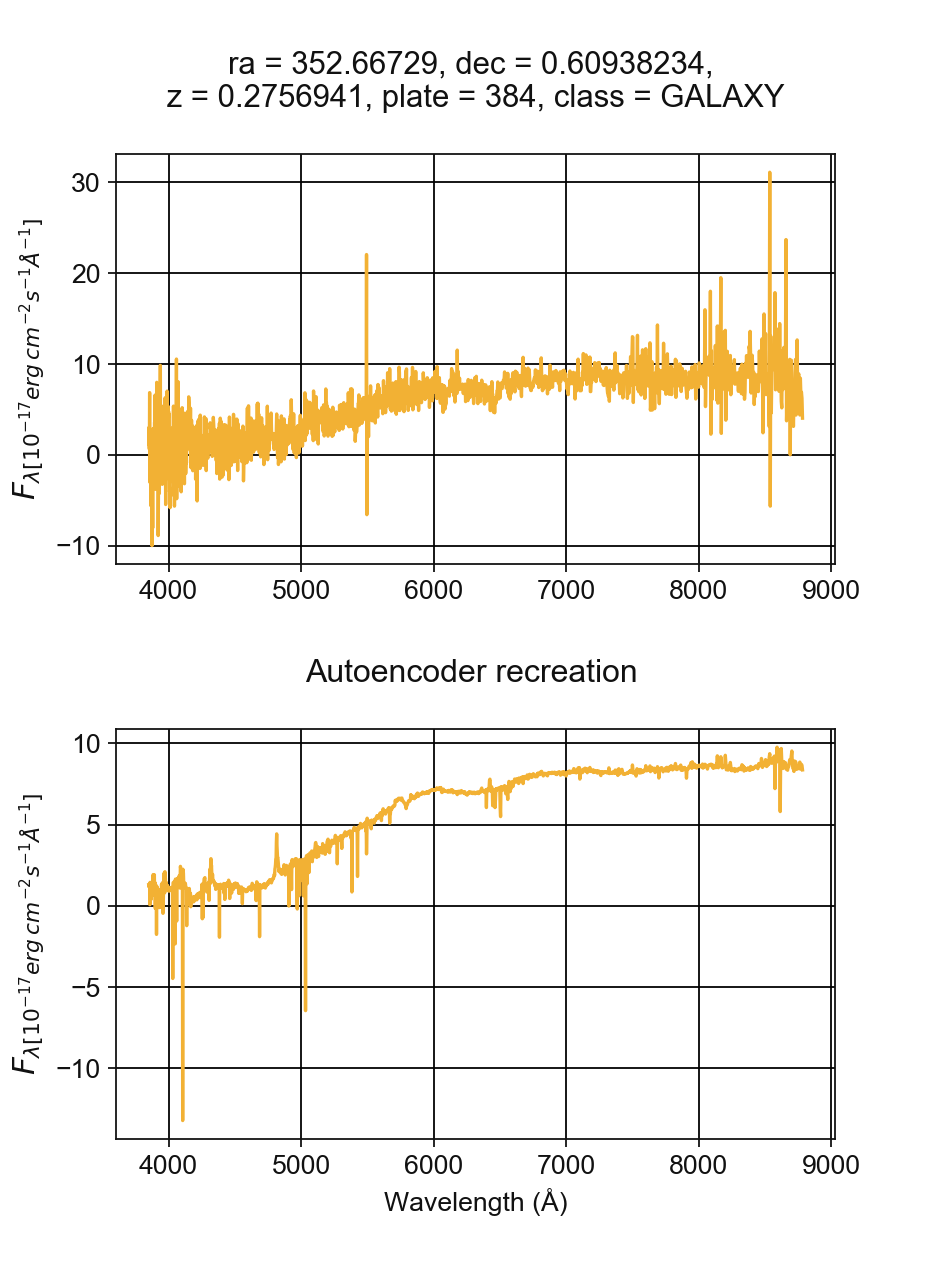 ra = 352.66729, dec = 0.60938234,
z = 0.2756941, plate = 384, class = GALAXY
30
20
10
0
−10
F_{λ[10^{−17} erg cm^{−2}s^{−1}Å^{−1}]}
4000 5000 6000 7000 8000 9000
Autoencoder recreation
10
5
0
−5
−10
F_{λ[10^{−17} erg cm^{−2}s^{−1}Å^{−1}]}
4000 5000 6000 7000 8000 9000
Wavelength (Å)